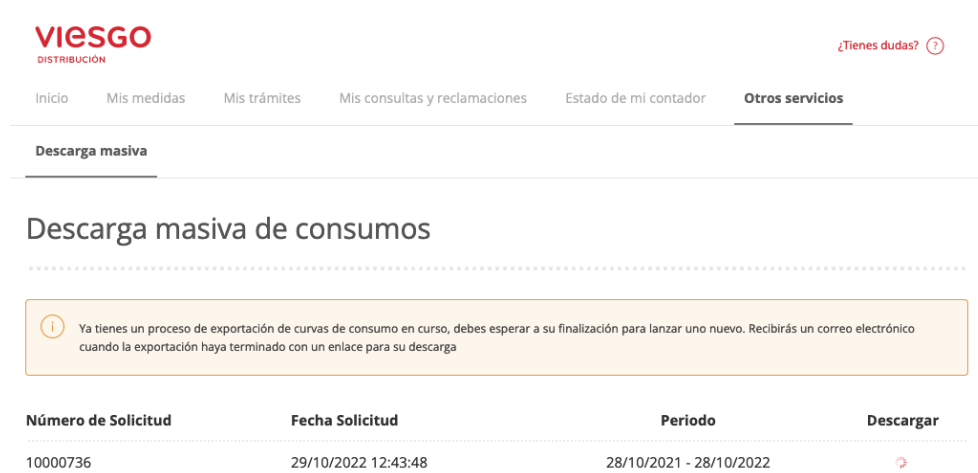 VIESGO
DISTRIBUCIÓN
¿Tienes dudas? ?
Inicio Mis medidas Mis trámites Mis consultas y reclamaciones Estado de mi contador Otros servicios
Descarga masiva
Descarga masiva de consumos
i Ya tienes un proceso de exportación de curvas de consumo en curso, debes esperar a su finalización para lanzar uno nuevo. Recibirás un correo electrónico
cuando la exportación haya terminado con un enlace para su descarga
Número de Solicitud Fecha Solicitud Periodo Descargar
10000736 29/10/2022 12:43:48 28/10/2021 - 28/10/2022